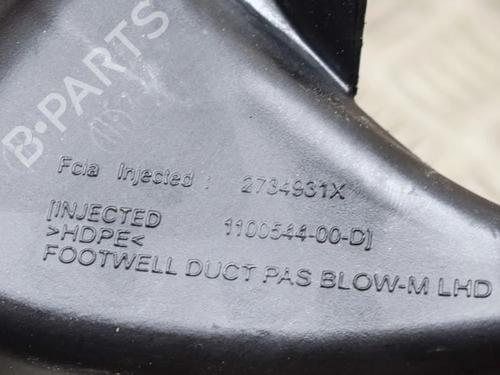 B-PARTS
Fcia Injected : 2734931X
[INJECTED 1100544-00-D]
>HDPE<
FOOTWELL DUCT PAS BLOW-M LHD